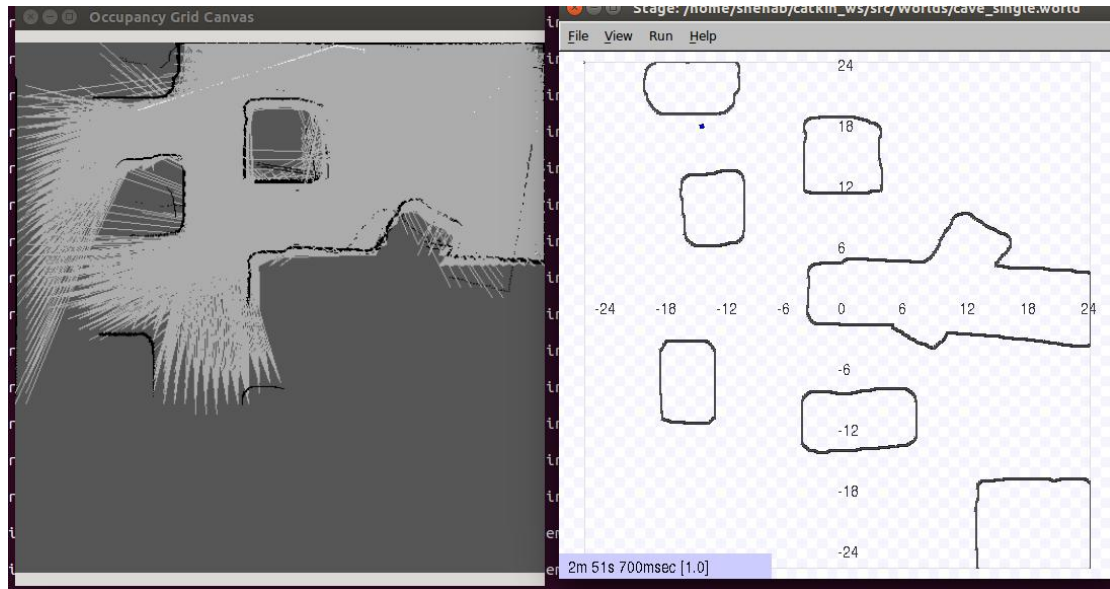 Occupancy Grid Canvas
Stage: /home/shehab/catkin_ws/src/Worlds/cave_single.world
File View Run Help
24
18
12
6
-24 -18 -12 -6 0 6 12 18 24
-6
-12
-18
-24
2m 51s 700msec [1.0]